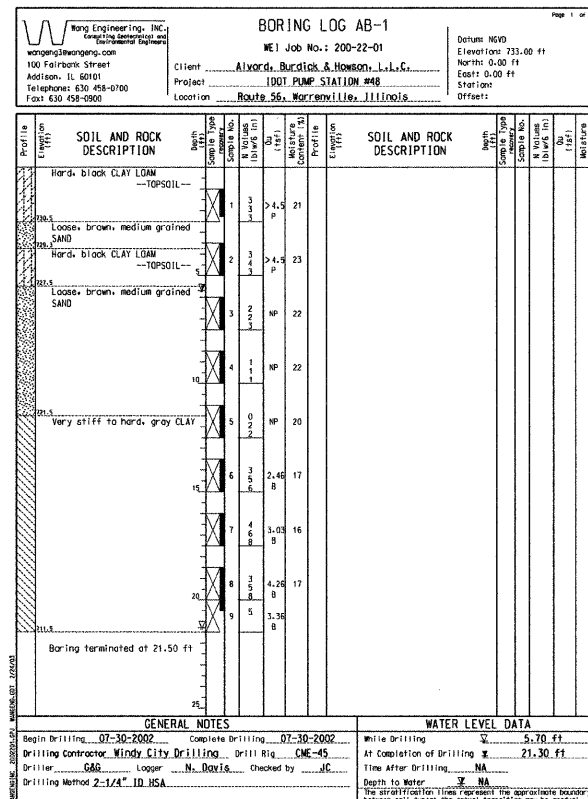 Page 1 of
Wang Engineering, INC.
Consulting Geotechnical and
Environmental Engineers
wangeng3@wangeng.com
100 Fairbank Street
Addison, IL 60101
Telephone: 630 458-0700
Fax: 630 458-0900
BORING LOG AB-1
WEI Job No.: 200-22-01
Client Alvord, Burdick & Howson, L.L.C.
Project IDOT PUMP STATION #48
Location Route 56, Warrenville, Illinois
Datum: NGVD
Elevation: 733.00 ft
North: 0.00 ft
East: 0.00 ft
Station:
Offset:
Profile Elevation (ft) SOIL AND ROCK DESCRIPTION Depth (ft) Sample Type recovery Sample No. N Values (blw/6 in) Qu (tsf) Moisture Content (%)
Profile Elevation (ft) SOIL AND ROCK DESCRIPTION Depth (ft) Sample Type recovery Sample No. N Values (blw/6 in) Qu (tsf) Moisture
Hard, black CLAY LOAM
--TOPSOIL--
1 3 3 3 >4.5 P 21
730.5
Loose, brown, medium grained
SAND
729.3
Hard, black CLAY LOAM
--TOPSOIL--
5
2 3 4 3 >4.5 P 23
727.5
Loose, brown, medium grained
SAND
3 2 2 3 NP 22
4 1 1 1 NP 22
10
721.5
Very stiff to hard, gray CLAY
5 0 2 2 NP 20
6 3 5 6 2.46 B 17
15
7 4 6 8 3.03 B 16
8 3 5 8 4.26 B 17
20
9 5 3.36 B
211.5
Boring terminated at 21.50 ft
25
GENERAL NOTES
Begin Drilling 07-30-2002 Complete Drilling 07-30-2002
Drilling Contractor Windy City Drilling Drill Rig CME-45
Driller G&G Logger N. Davis Checked by JC
Drilling Method 2-1/4" ID HSA
WATER LEVEL DATA
While Drilling 5.70 ft
At Completion of Drilling 21.30 ft
Time After Drilling NA
Depth to Water NA
The stratification lines represent the approximate boundary
2/24/03